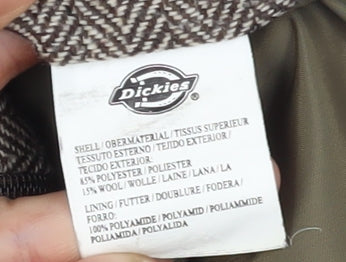 Dickies
SHELL / OBERMATERIAL / TISSUS SUPERIEUR
TESSUTO ESTERNO / TEJIDO EXTERIOR /
TECIDO EXTERIOR:
85% POLYESTER / POLIESTER
15% WOOL / WOLLE / LAINE / LANA / LA
LINING / FUTTER / DOUBLURE / FODERA /
FORRO:
100% POLYAMIDE / POLYAMID / POLIAMMIDE /
POLIAMIDA / POLYALIDA